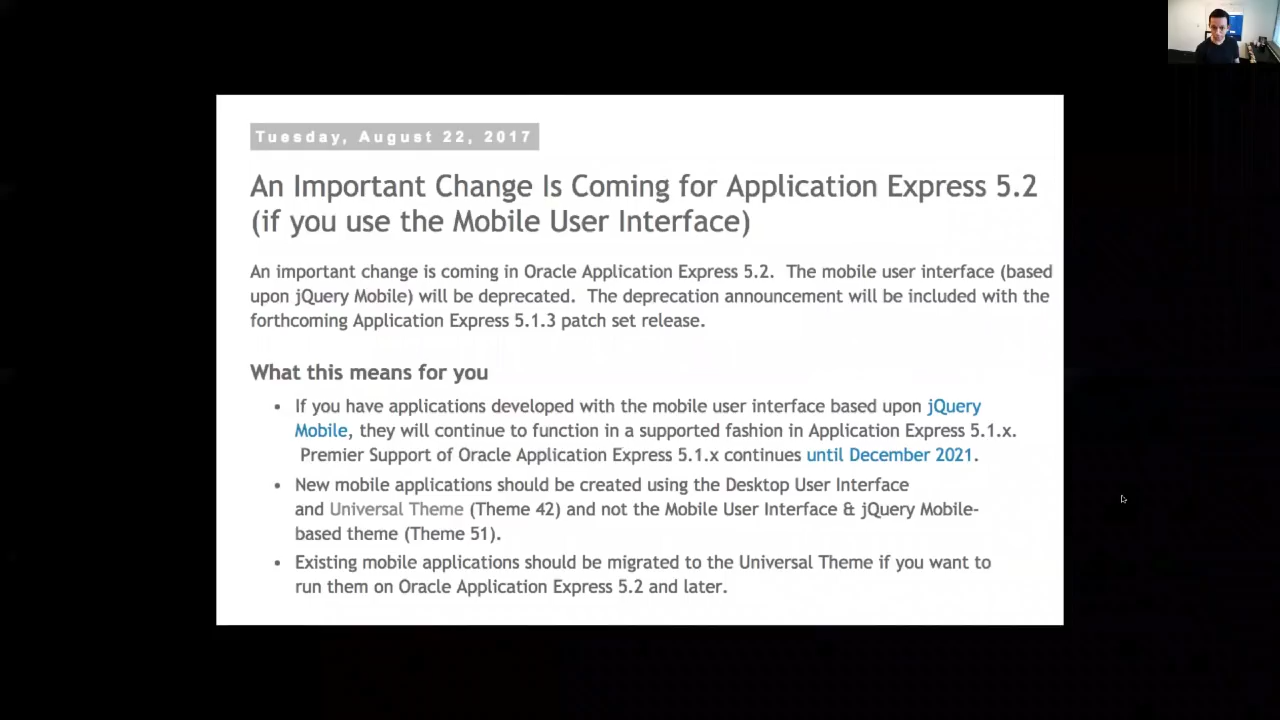 Tuesday, August 22, 2017
An Important Change Is Coming for Application Express 5.2
(if you use the Mobile User Interface)
An important change is coming in Oracle Application Express 5.2. The mobile user interface (based
upon jQuery Mobile) will be deprecated. The deprecation announcement will be included with the
forthcoming Application Express 5.1.3 patch set release.
What this means for you
• If you have applications developed with the mobile user interface based upon jQuery
Mobile, they will continue to function in a supported fashion in Application Express 5.1.x.
Premier Support of Oracle Application Express 5.1.x continues until December 2021.
• New mobile applications should be created using the Desktop User Interface
and Universal Theme (Theme 42) and not the Mobile User Interface & jQuery Mobile-
based theme (Theme 51).
• Existing mobile applications should be migrated to the Universal Theme if you want to
run them on Oracle Application Express 5.2 and later.